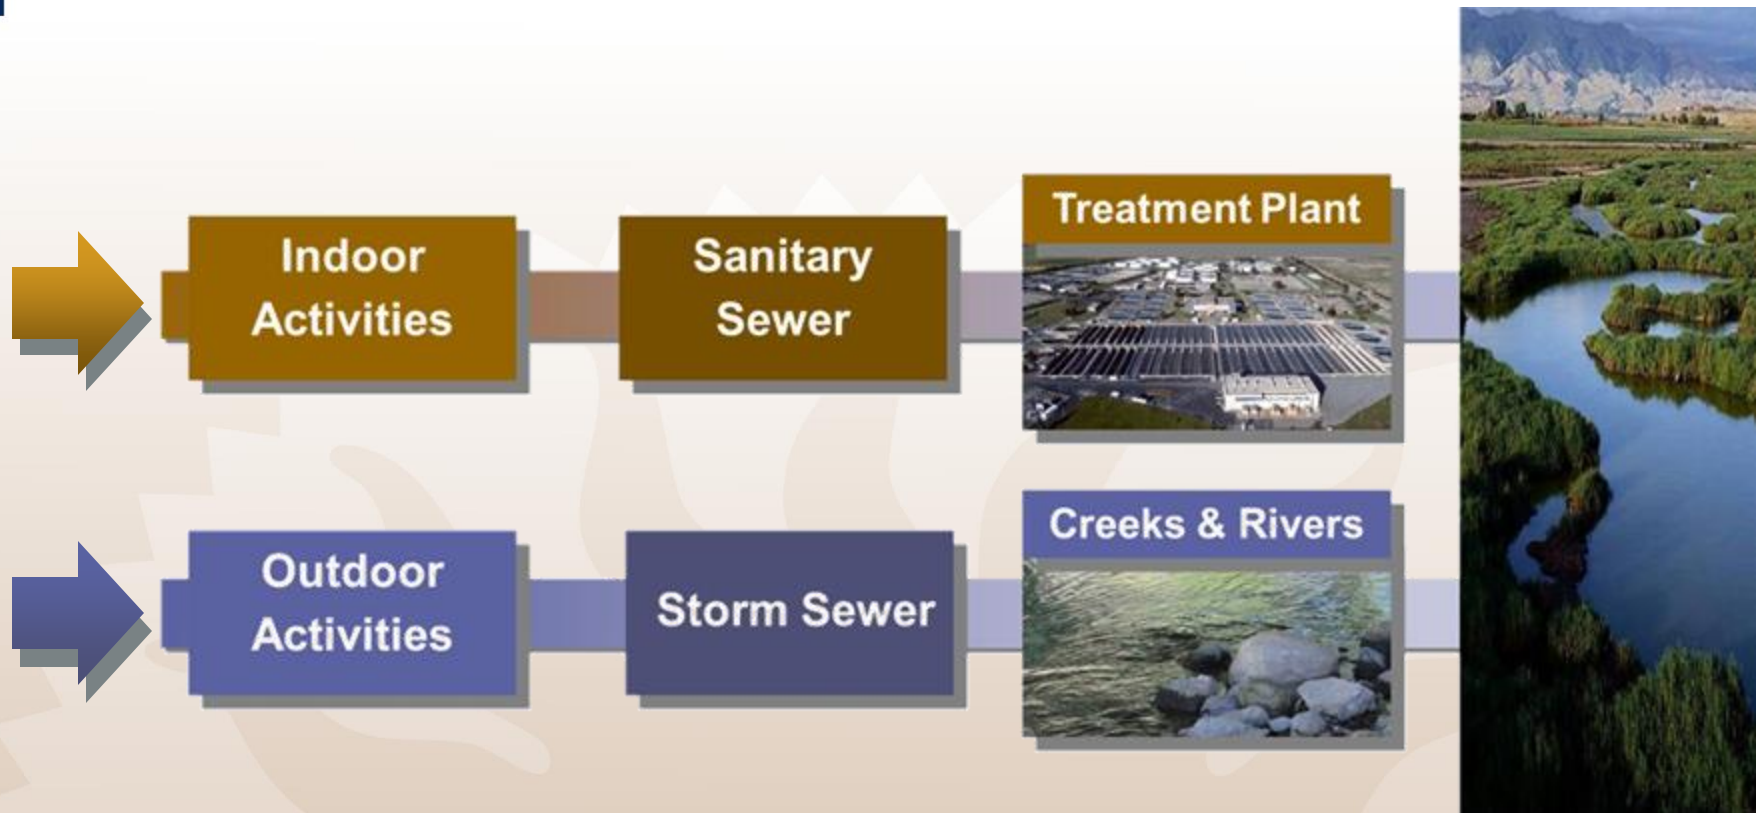 Indoor
Activities
Sanitary
Sewer
Treatment Plant
Outdoor
Activities
Storm Sewer
Creeks & Rivers